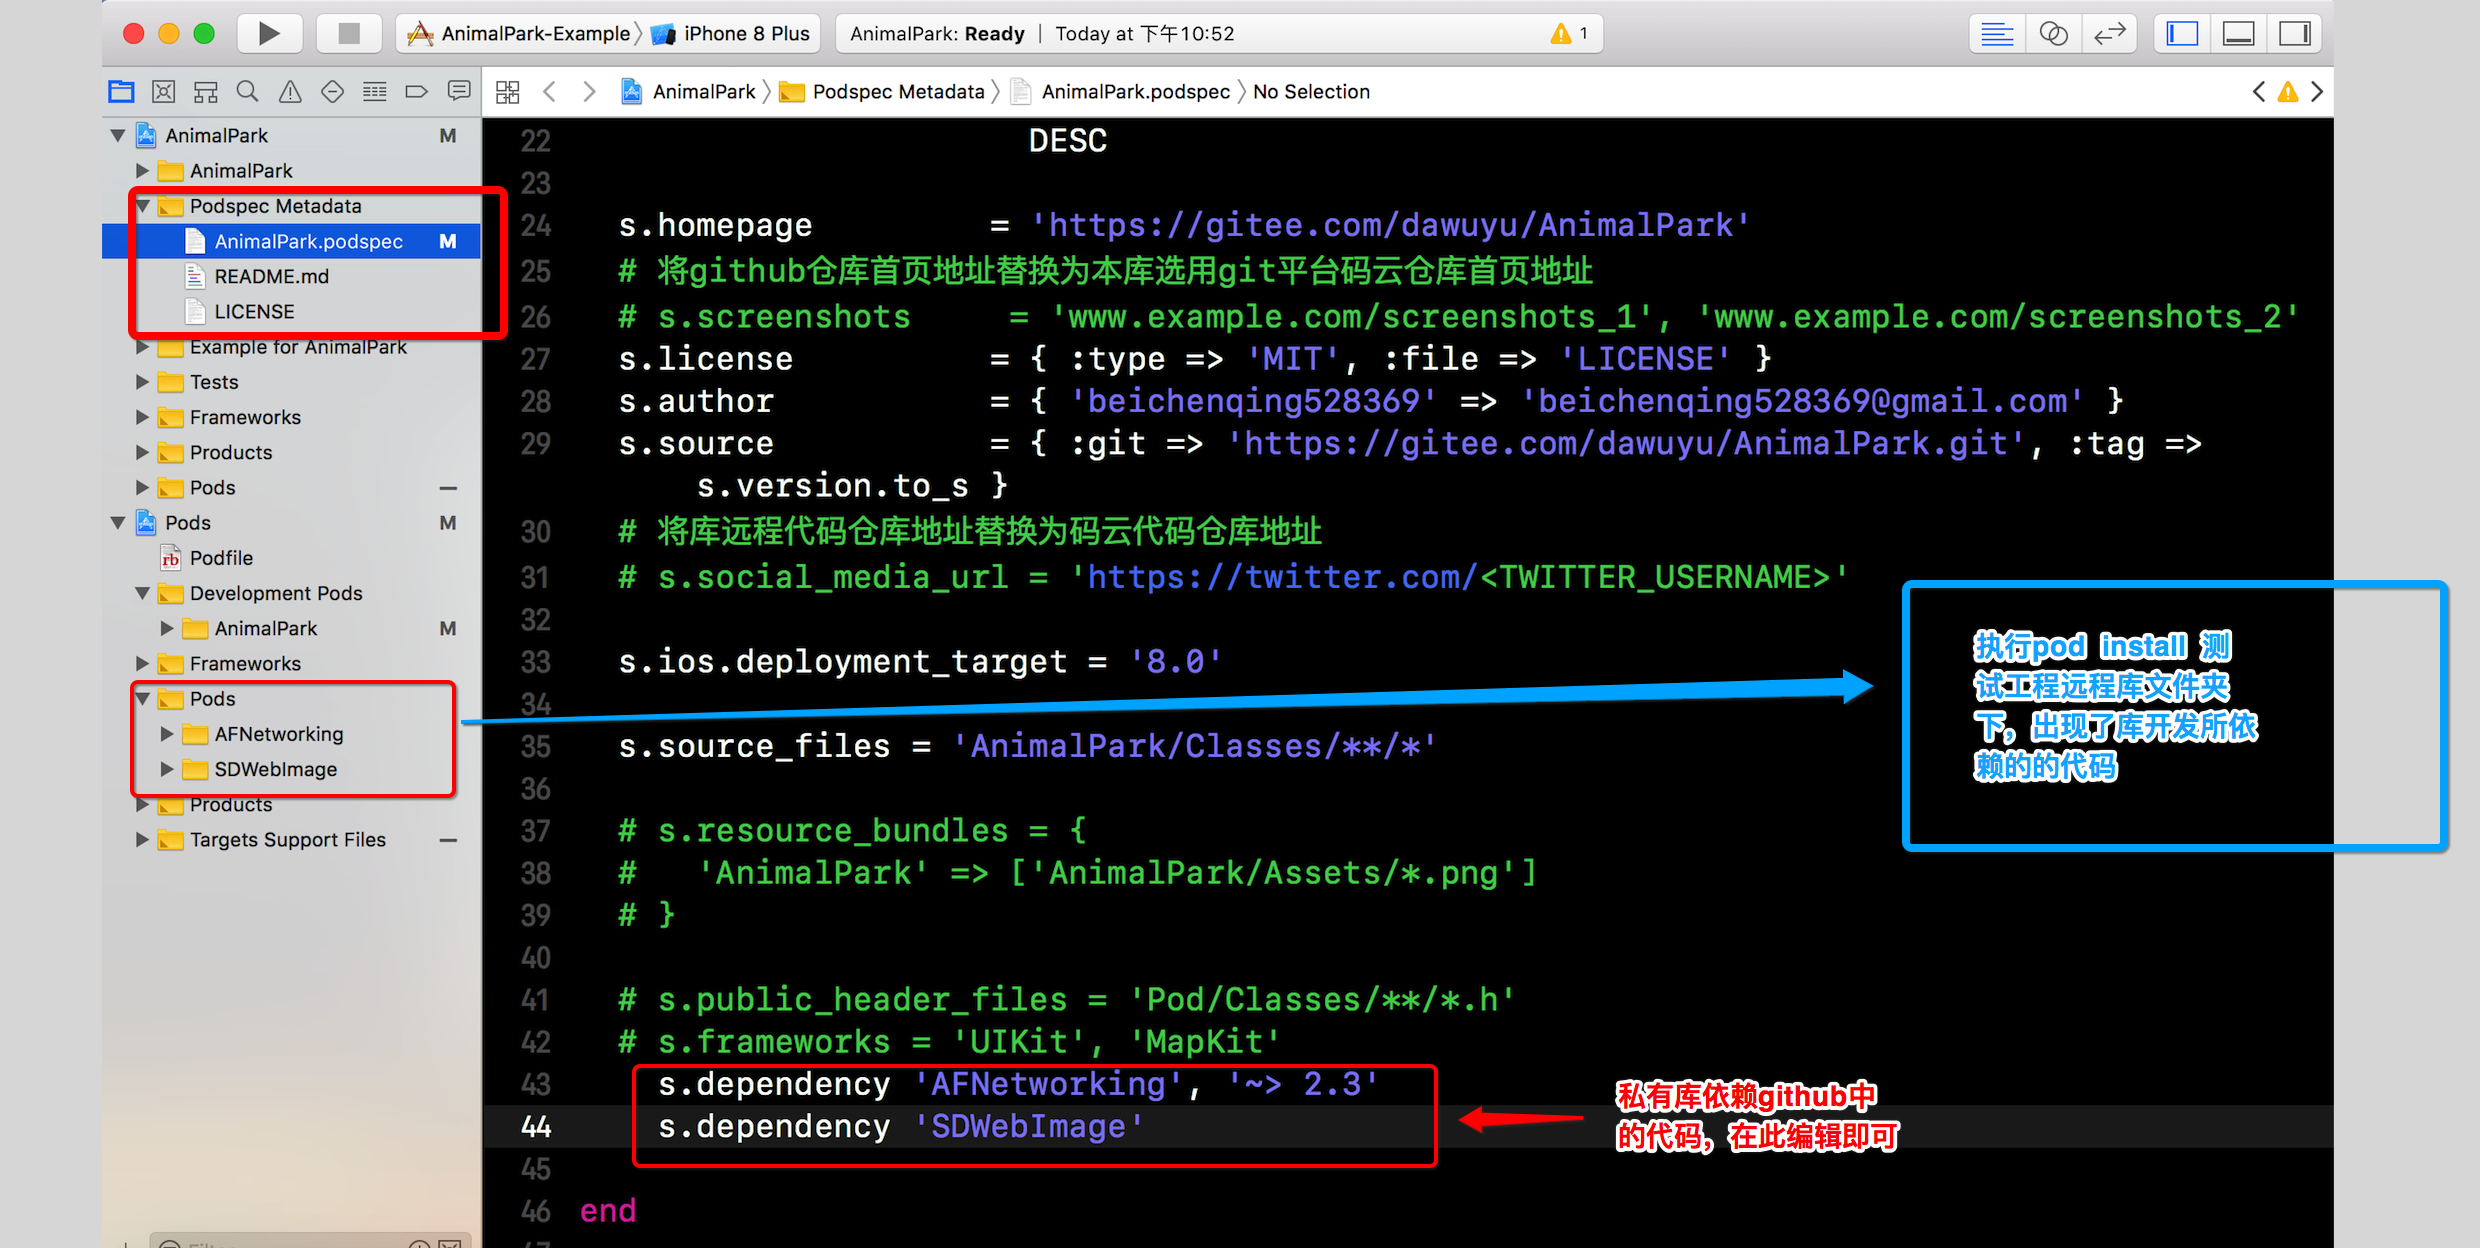 AnimalPark-Example 〉 iPhone 8 Plus
AnimalPark: Ready | Today at 下午10:52
1
AnimalPark 〉 Podspec Metadata 〉 AnimalPark.podspec 〉 No Selection
AnimalPark M
AnimalPark
Podspec Metadata
AnimalPark.podspec M
README.md
LICENSE
Example for AnimalPark
Tests
Frameworks
Products
Pods
Pods M
Podfile
Development Pods
AnimalPark M
Frameworks
Pods
AFNetworking
SDWebImage
Products
Targets Support Files
22 DESC
23
24 s.homepage = 'https://gitee.com/dawuyu/AnimalPark'
25 # 将github仓库首页地址替换为本库选用git平台码云仓库首页地址
26 # s.screenshots = 'www.example.com/screenshots_1', 'www.example.com/screenshots_2'
27 s.license = { :type => 'MIT', :file => 'LICENSE' }
28 s.author = { 'beichenqing528369' => 'beichenqing528369@gmail.com' }
29 s.source = { :git => 'https://gitee.com/dawuyu/AnimalPark.git', :tag =>
s.version.to_s }
30 # 将库远程代码仓库地址替换为码云代码仓库地址
31 # s.social_media_url = 'https://twitter.com/<TWITTER_USERNAME>'
32
33 s.ios.deployment_target = '8.0'
34
35 s.source_files = 'AnimalPark/Classes/**/*'
36
37 # s.resource_bundles = {
38 # 'AnimalPark' => ['AnimalPark/Assets/*.png']
39 # }
40
41 # s.public_header_files = 'Pod/Classes/**/*.h'
42 # s.frameworks = 'UIKit', 'MapKit'
43 s.dependency 'AFNetworking', '~> 2.3'
44 s.dependency 'SDWebImage'
45
46 end
执行pod install 测
试工程远程库文件夹
下，出现了库开发所依
赖的的代码
私有库依赖github中
的代码，在此编辑即可